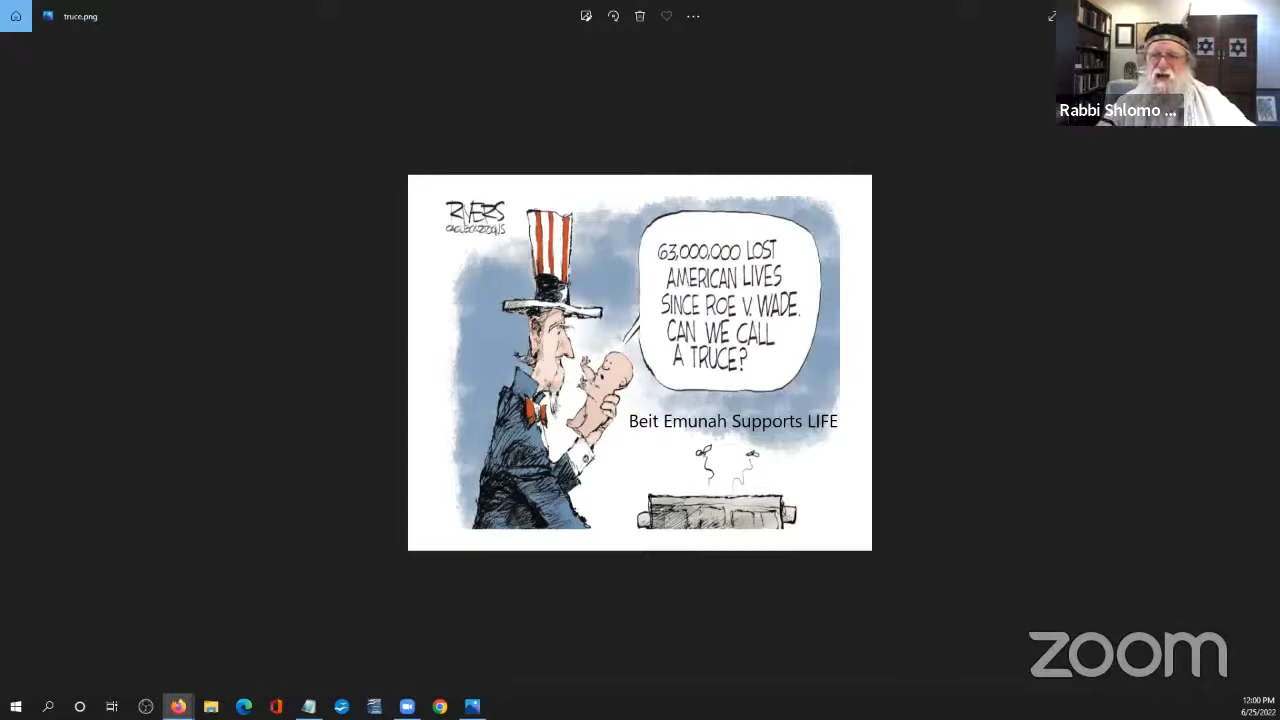 truce.png
Rabbi Shlomo ...
RIVERS
CAGLECARTOONS
63,000,000 LOST
AMERICAN LIVES
SINCE ROE V. WADE.
CAN WE CALL
A TRUCE?
Beit Emunah Supports LIFE
zoom
12:00 PM
6/25/2022